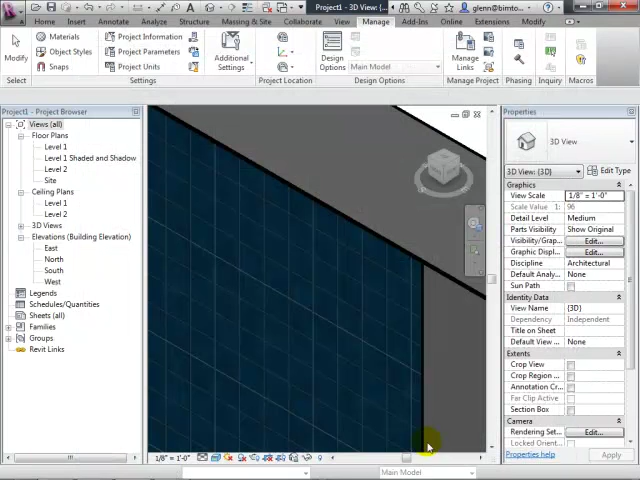 Project1 - 3D View: {...
glenn@bimto...
Home Insert Annotate Analyze Structure Massing & Site Collaborate View Manage Add-Ins Online Extensions Modify
Modify
Select
Materials
Object Styles
Snaps
Project Information
Project Parameters
Project Units
Settings
Additional Settings
Project Location
Design Options
Main Model
Design Options
Manage Links
Manage Project
Phasing
Inquiry
Macros
1/8" = 1'-0"
Main Model
Project Browser
Views (all)
Floor Plans
Level 1
Level 1 Shaded and Shadow
Level 2
Site
Ceiling Plans
Level 1
Level 2
3D Views
Elevations (Building Elevation)
East
North
South
West
Legends
Schedules/Quantities
Sheets (all)
Families
Groups
Revit Links
Properties
3D View
3D View: {3D} Edit Type
Graphics
View Scale 1/8" = 1'-0"
Scale Value 1: 96
Detail Level Medium
Parts Visibility Show Original
Visibility/Grap... Edit...
Graphic Displ... Edit...
Discipline Architectural
Default Analy... None
Sun Path
Identity Data
View Name {3D}
Dependency Independent
Title on Sheet
Default View ... None
Extents
Crop View
Crop Region ...
Annotation Cr...
Far Clip Active
Section Box
Camera
Rendering Set... Edit...
Locked Orient...
Properties help Apply